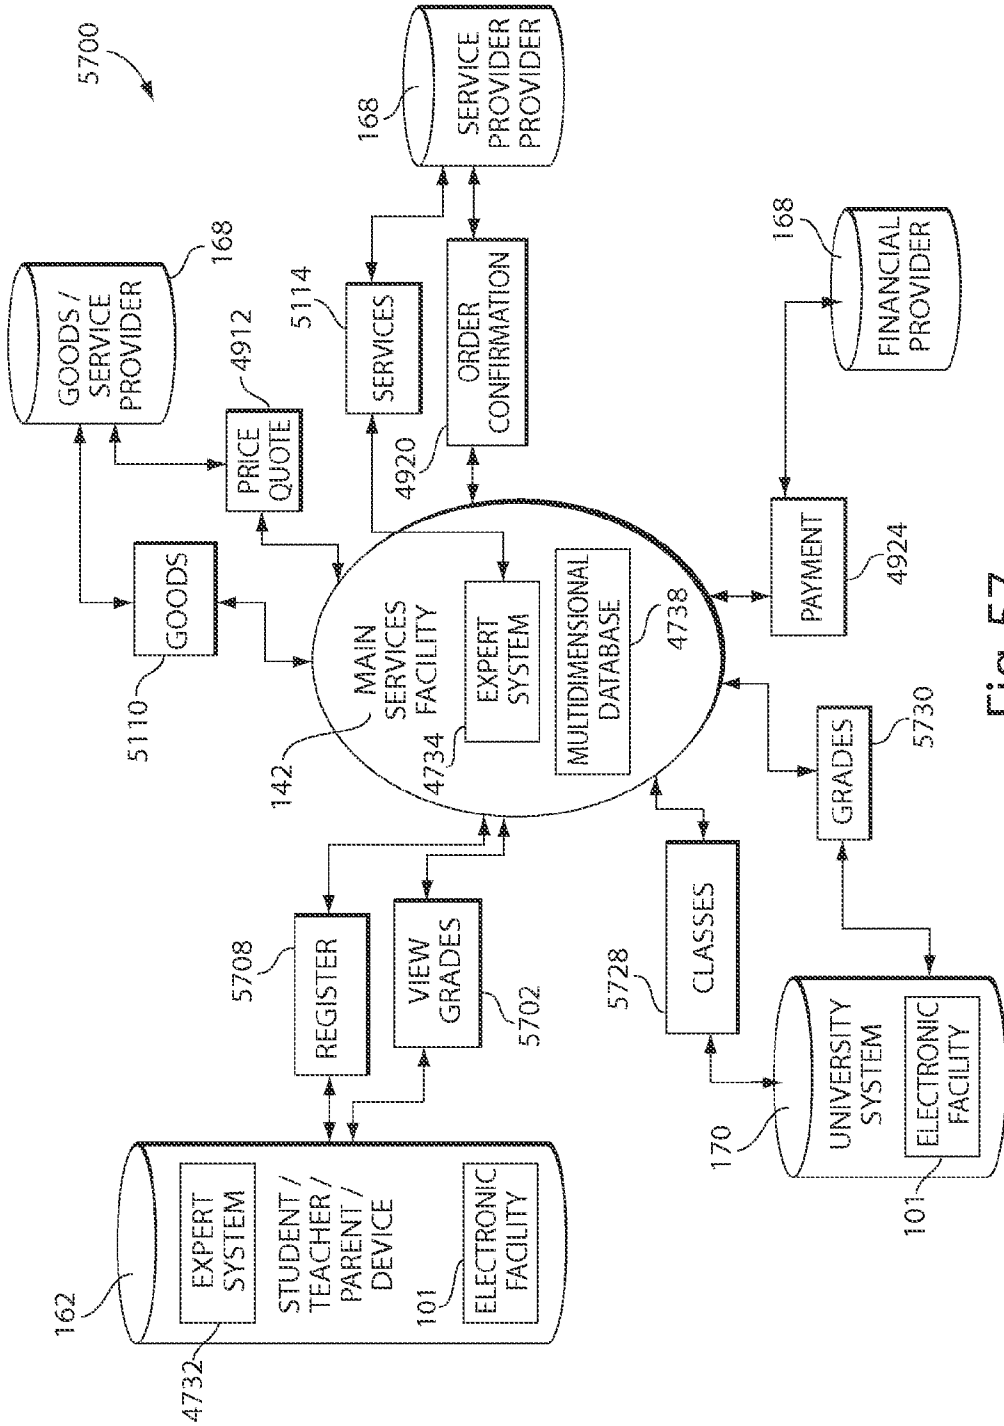 5700
162
EXPERT
SYSTEM
4732
STUDENT /
TEACHER /
PARENT /
DEVICE
101
ELECTRONIC
FACILITY
5708
REGISTER
VIEW
GRADES
5702
5110
GOODS
GOODS /
SERVICE
PROVIDER
168
PRICE
QUOTE
4912
142
MAIN
SERVICES
FACILITY
4734
EXPERT
SYSTEM
MULTIDIMENSIONAL
DATABASE
4738
5114
SERVICES
4920
ORDER
CONFIRMATION
168
SERVICE
PROVIDER
PROVIDER
170
UNIVERSITY
SYSTEM
ELECTRONIC
FACILITY
101
5728
CLASSES
GRADES
5730
PAYMENT
4924
168
FINANCIAL
PROVIDER
Fig. 57